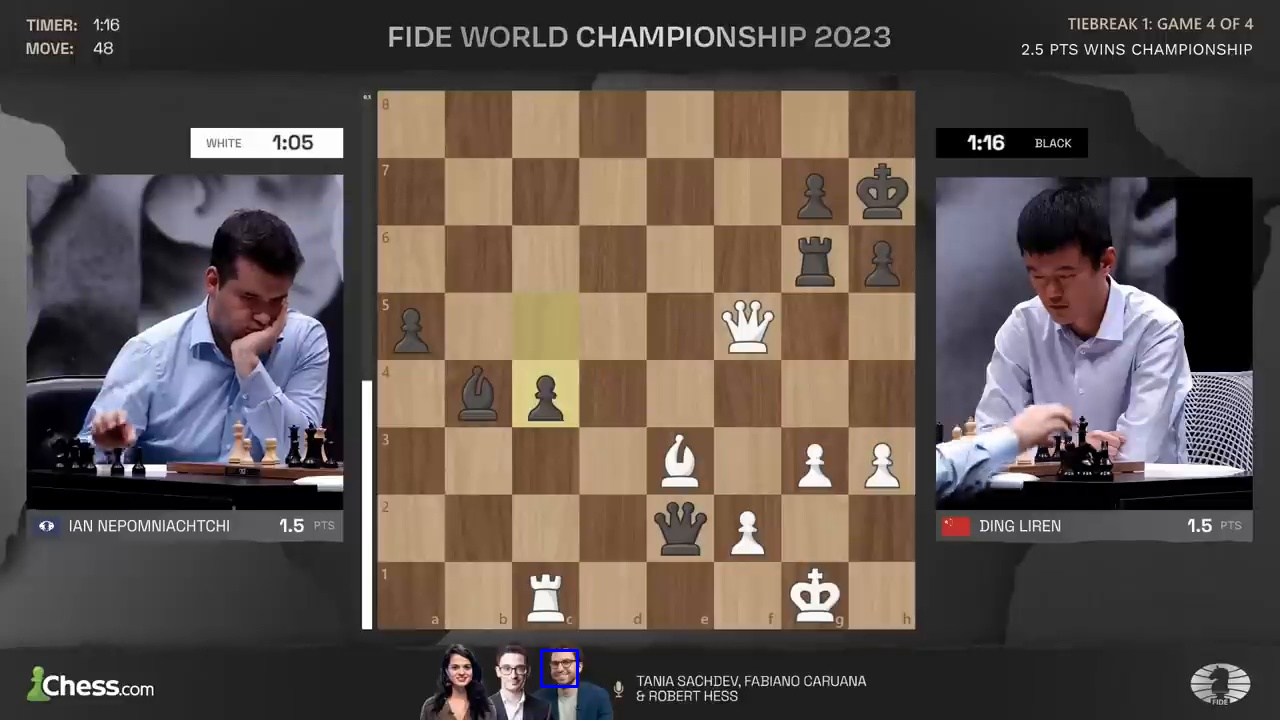 TIMER: 1:16
MOVE: 48
FIDE WORLD CHAMPIONSHIP 2023
TIEBREAK 1: GAME 4 OF 4
2.5 PTS WINS CHAMPIONSHIP
WHITE 1:05
1:16 BLACK
8
7
6
5
4
3
2
1
a b c d e f g h
IAN NEPOMNIACHTCHI 1.5 PTS
DING LIREN 1.5 PTS
Chess.com
TANIA SACHDEV, FABIANO CARUANA
& ROBERT HESS
FIDE